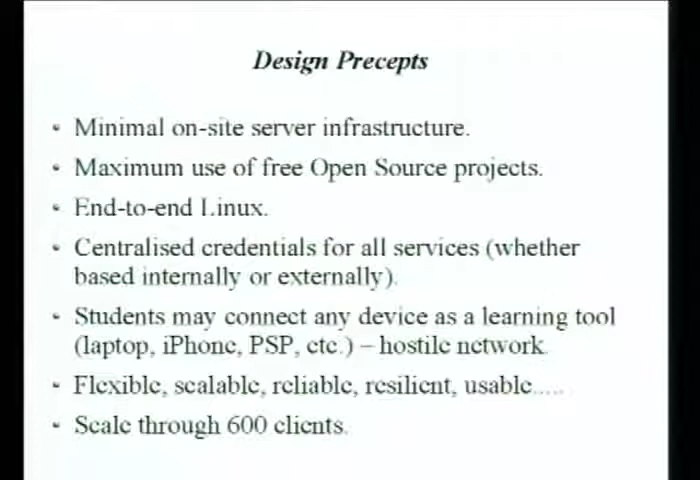 Design Precepts
• Minimal on-site server infrastructure.
• Maximum use of free Open Source projects.
• End-to-end Linux.
• Centralised credentials for all services (whether
based internally or externally).
• Students may connect any device as a learning tool
(laptop, iPhone, PSP, etc.) – hostile network.
• Flexible, scalable, reliable, resilient, usable.....
• Scale through 600 clients.